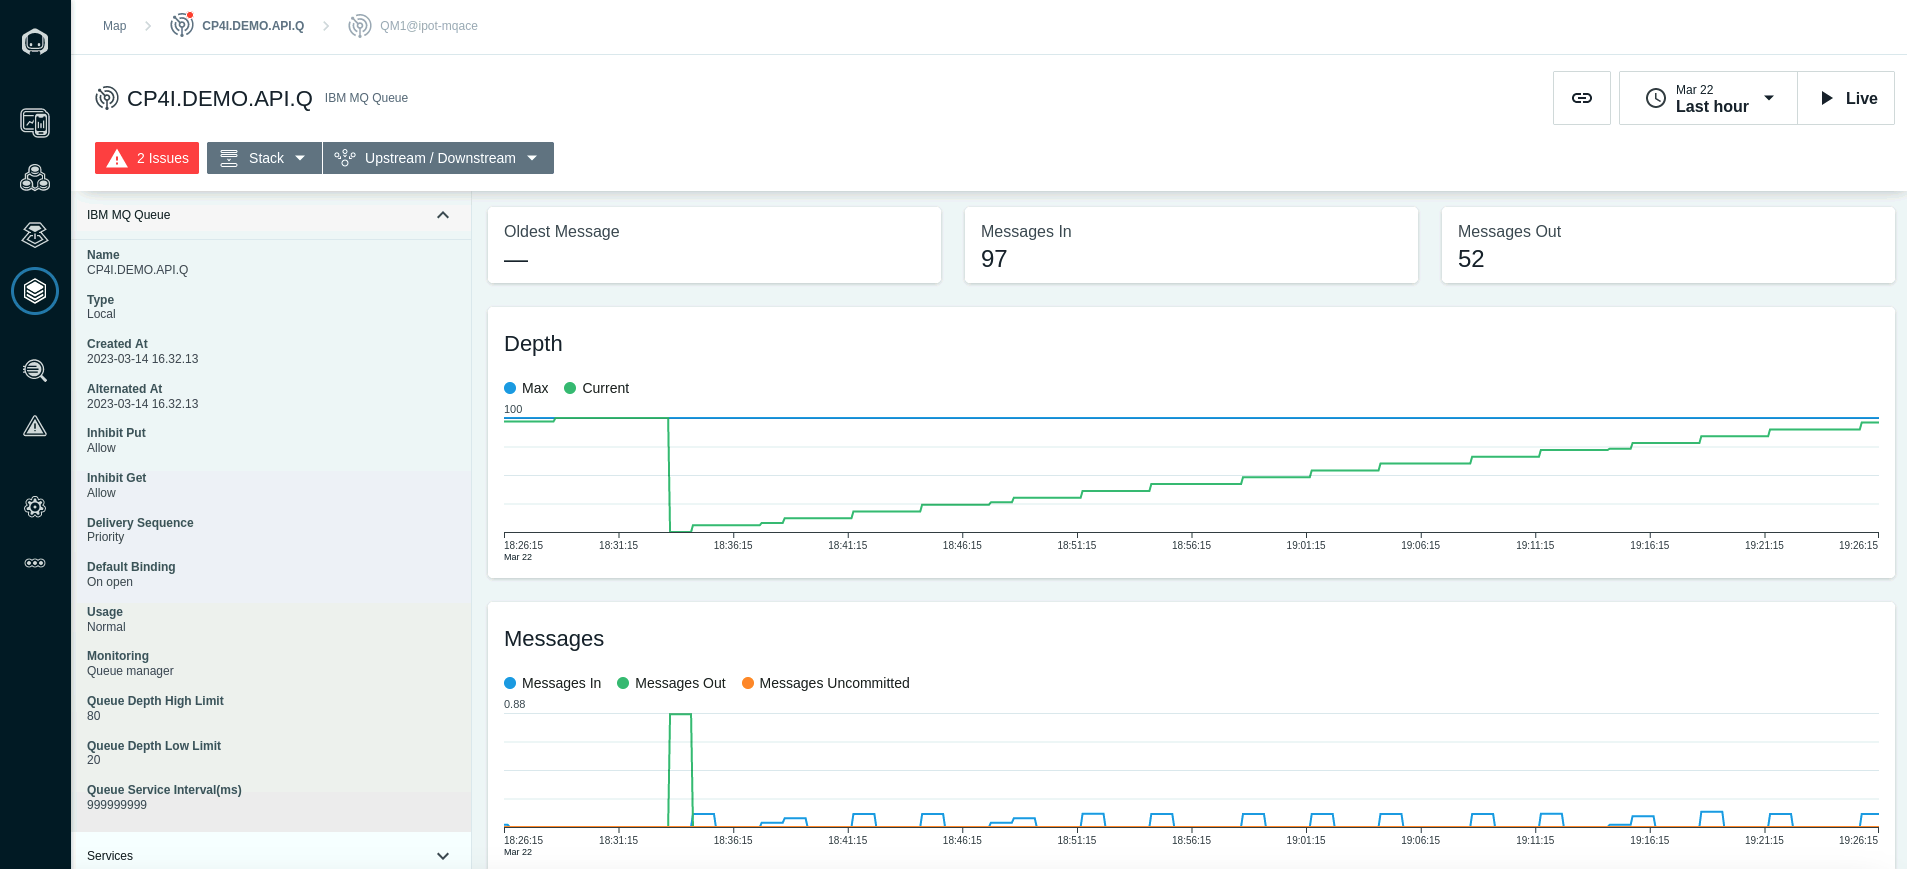 Map
CP4I.DEMO.API.Q
QM1@ipot-mqace
CP4I.DEMO.API.Q IBM MQ Queue
Mar 22
Last hour
Live
2 Issues
Stack
Upstream / Downstream
IBM MQ Queue
Name
CP4I.DEMO.API.Q
Type
Local
Created At
2023-03-14 16.32.13
Alternated At
2023-03-14 16.32.13
Inhibit Put
Allow
Inhibit Get
Allow
Delivery Sequence
Priority
Default Binding
On open
Usage
Normal
Monitoring
Queue manager
Queue Depth High Limit
80
Queue Depth Low Limit
20
Queue Service Interval(ms)
999999999
Services
Oldest Message
—
Messages In
97
Messages Out
52
Depth
Max Current
100
18:26:15 18:31:15 18:36:15 18:41:15 18:46:15 18:51:15 18:56:15 19:01:15 19:06:15 19:11:15 19:16:15 19:21:15 19:26:15
Mar 22
Messages
Messages In Messages Out Messages Uncommitted
0.88
18:26:15 18:31:15 18:36:15 18:41:15 18:46:15 18:51:15 18:56:15 19:01:15 19:06:15 19:11:15 19:16:15 19:21:15 19:26:15
Mar 22